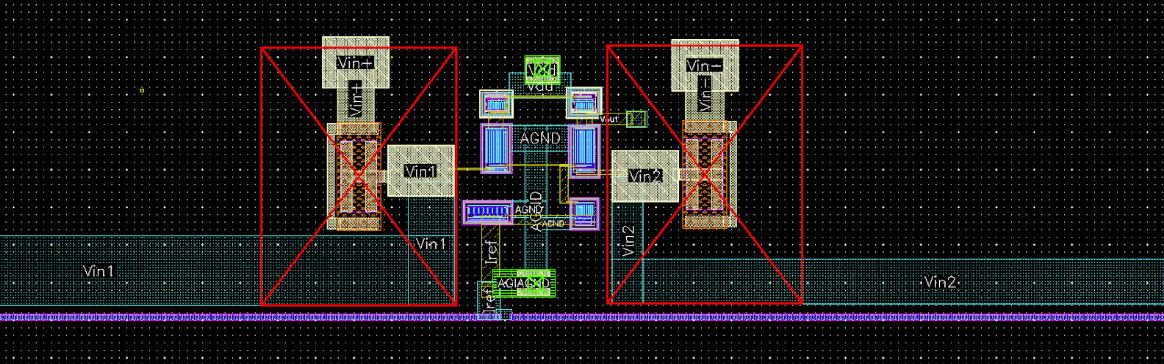 Vin+
Vin-
Vdd
Vdd
Vin+
Vin-
Vout
AGND
Vin1
Vin2
AGND
AGND
AGND
Vin1
Vin2
Iref
Vin1
Vin2
AGND
Iref